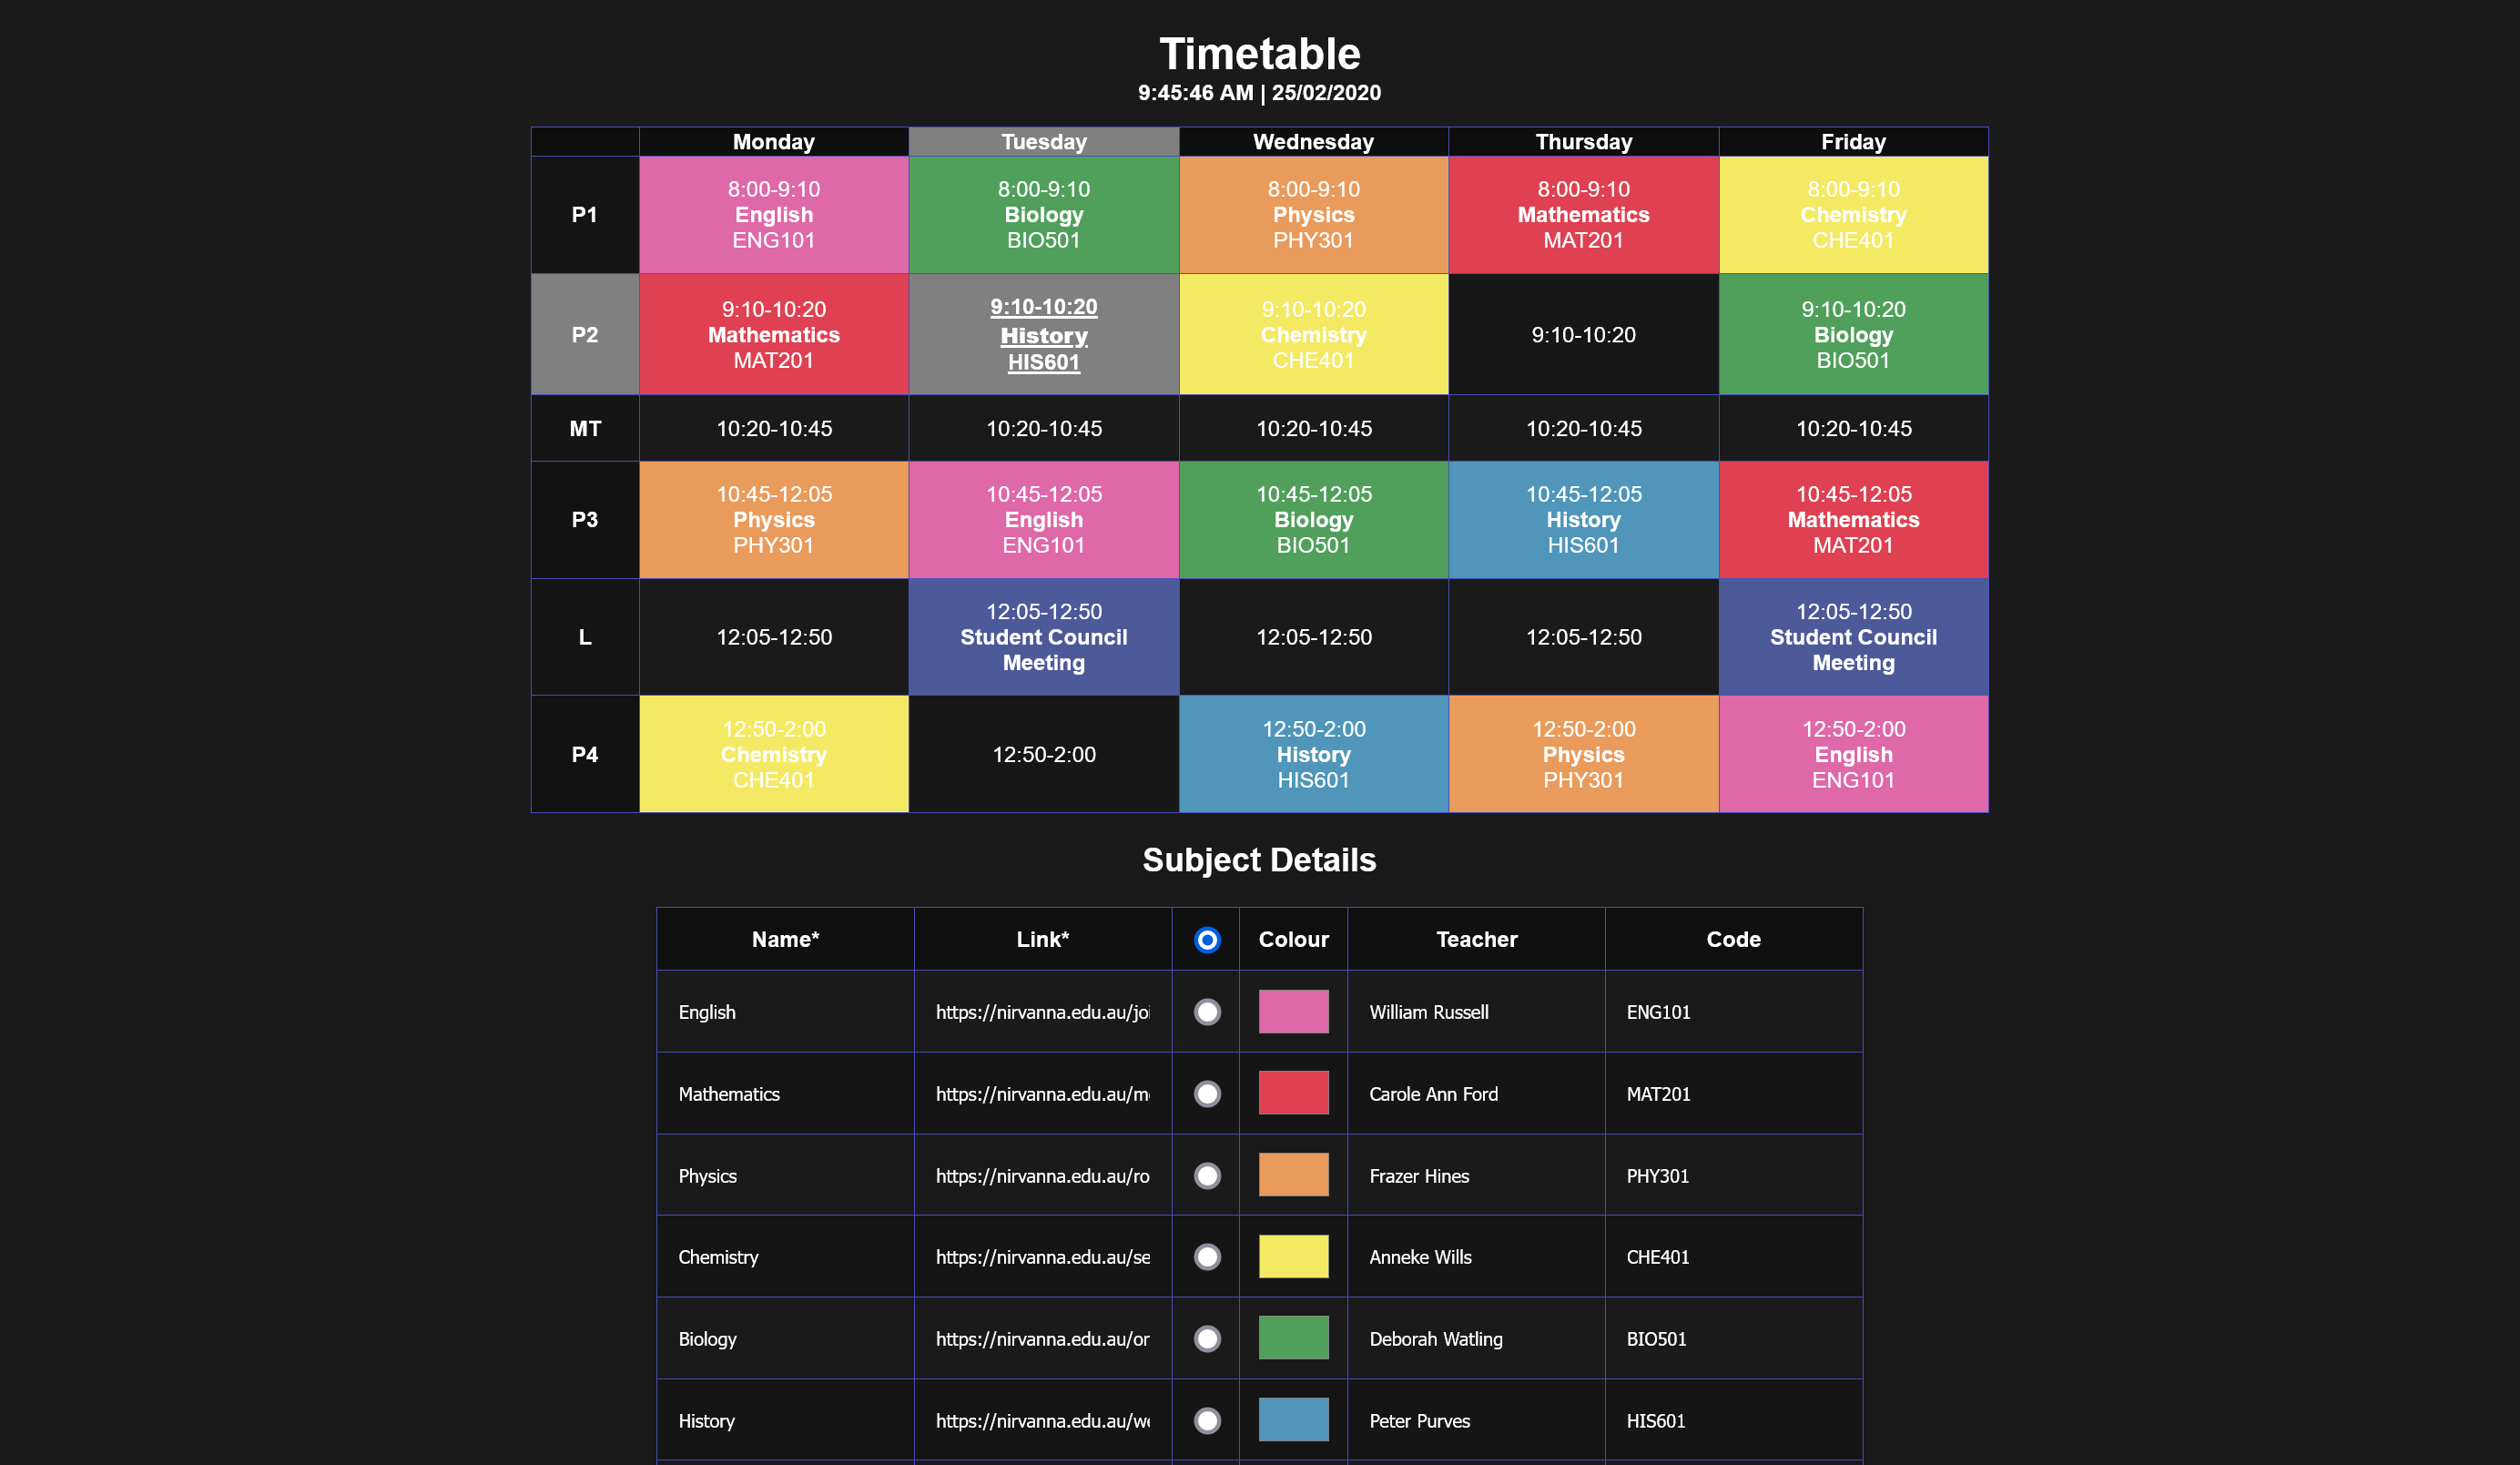 Timetable
9:45:46 AM | 25/02/2020
Monday Tuesday Wednesday Thursday Friday
P1
8:00-9:10
English
ENG101
8:00-9:10
Biology
BIO501
8:00-9:10
Physics
PHY301
8:00-9:10
Mathematics
MAT201
8:00-9:10
Chemistry
CHE401
P2
9:10-10:20
Mathematics
MAT201
9:10-10:20
History
HIS601
9:10-10:20
Chemistry
CHE401
9:10-10:20
9:10-10:20
Biology
BIO501
MT 10:20-10:45 10:20-10:45 10:20-10:45 10:20-10:45 10:20-10:45
P3
10:45-12:05
Physics
PHY301
10:45-12:05
English
ENG101
10:45-12:05
Biology
BIO501
10:45-12:05
History
HIS601
10:45-12:05
Mathematics
MAT201
L
12:05-12:50
12:05-12:50
Student Council
Meeting
12:05-12:50
12:05-12:50
12:05-12:50
Student Council
Meeting
P4
12:50-2:00
Chemistry
CHE401
12:50-2:00
12:50-2:00
History
HIS601
12:50-2:00
Physics
PHY301
12:50-2:00
English
ENG101
Subject Details
Name* Link* Colour Teacher Code
English https://nirvanna.edu.au/joi William Russell ENG101
Mathematics https://nirvanna.edu.au/m Carole Ann Ford MAT201
Physics https://nirvanna.edu.au/ro Frazer Hines PHY301
Chemistry https://nirvanna.edu.au/se Anneke Wills CHE401
Biology https://nirvanna.edu.au/or Deborah Watling BIO501
History https://nirvanna.edu.au/we Peter Purves HIS601